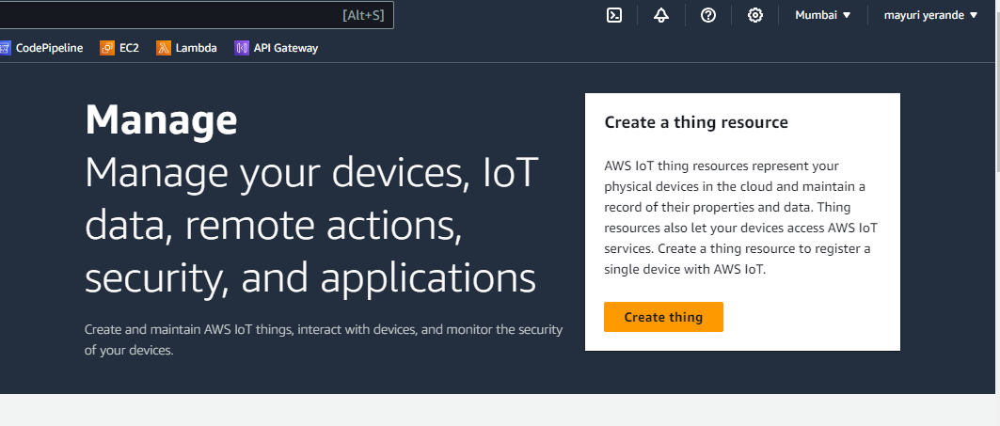 [Alt+S]
Mumbai
mayuri yerande
CodePipeline
EC2
Lambda
API Gateway
Manage
Manage your devices, IoT
data, remote actions,
security, and applications
Create and maintain AWS IoT things, interact with devices, and monitor the security
of your devices.
Create a thing resource
AWS IoT thing resources represent your
physical devices in the cloud and maintain a
record of their properties and data. Thing
resources also let your devices access AWS IoT
services. Create a thing resource to register a
single device with AWS IoT.
Create thing